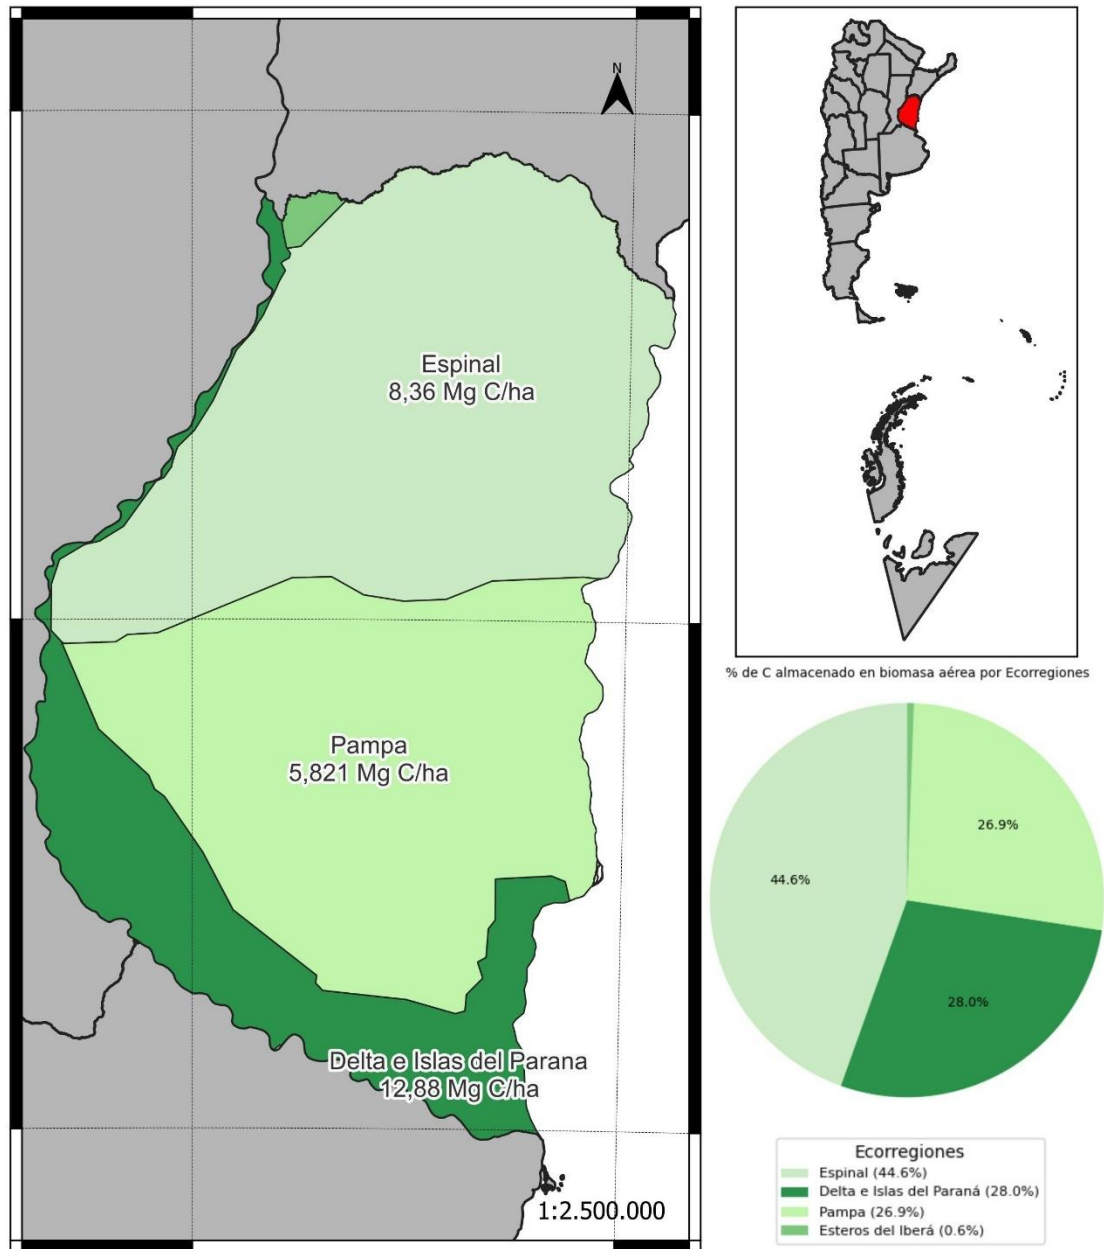 N
Espinal
8,36 Mg C/ha
Pampa
5,821 Mg C/ha
Delta e Islas del Parana
12,88 Mg C/ha
1:2.500.000
% de C almacenado en biomasa aérea por Ecorregiones
26.9%
44.6%
28.0%
Ecorregiones
Espinal (44.6%)
Delta e Islas del Paraná (28.0%)
Pampa (26.9%)
Esteros del Iberá (0.6%)